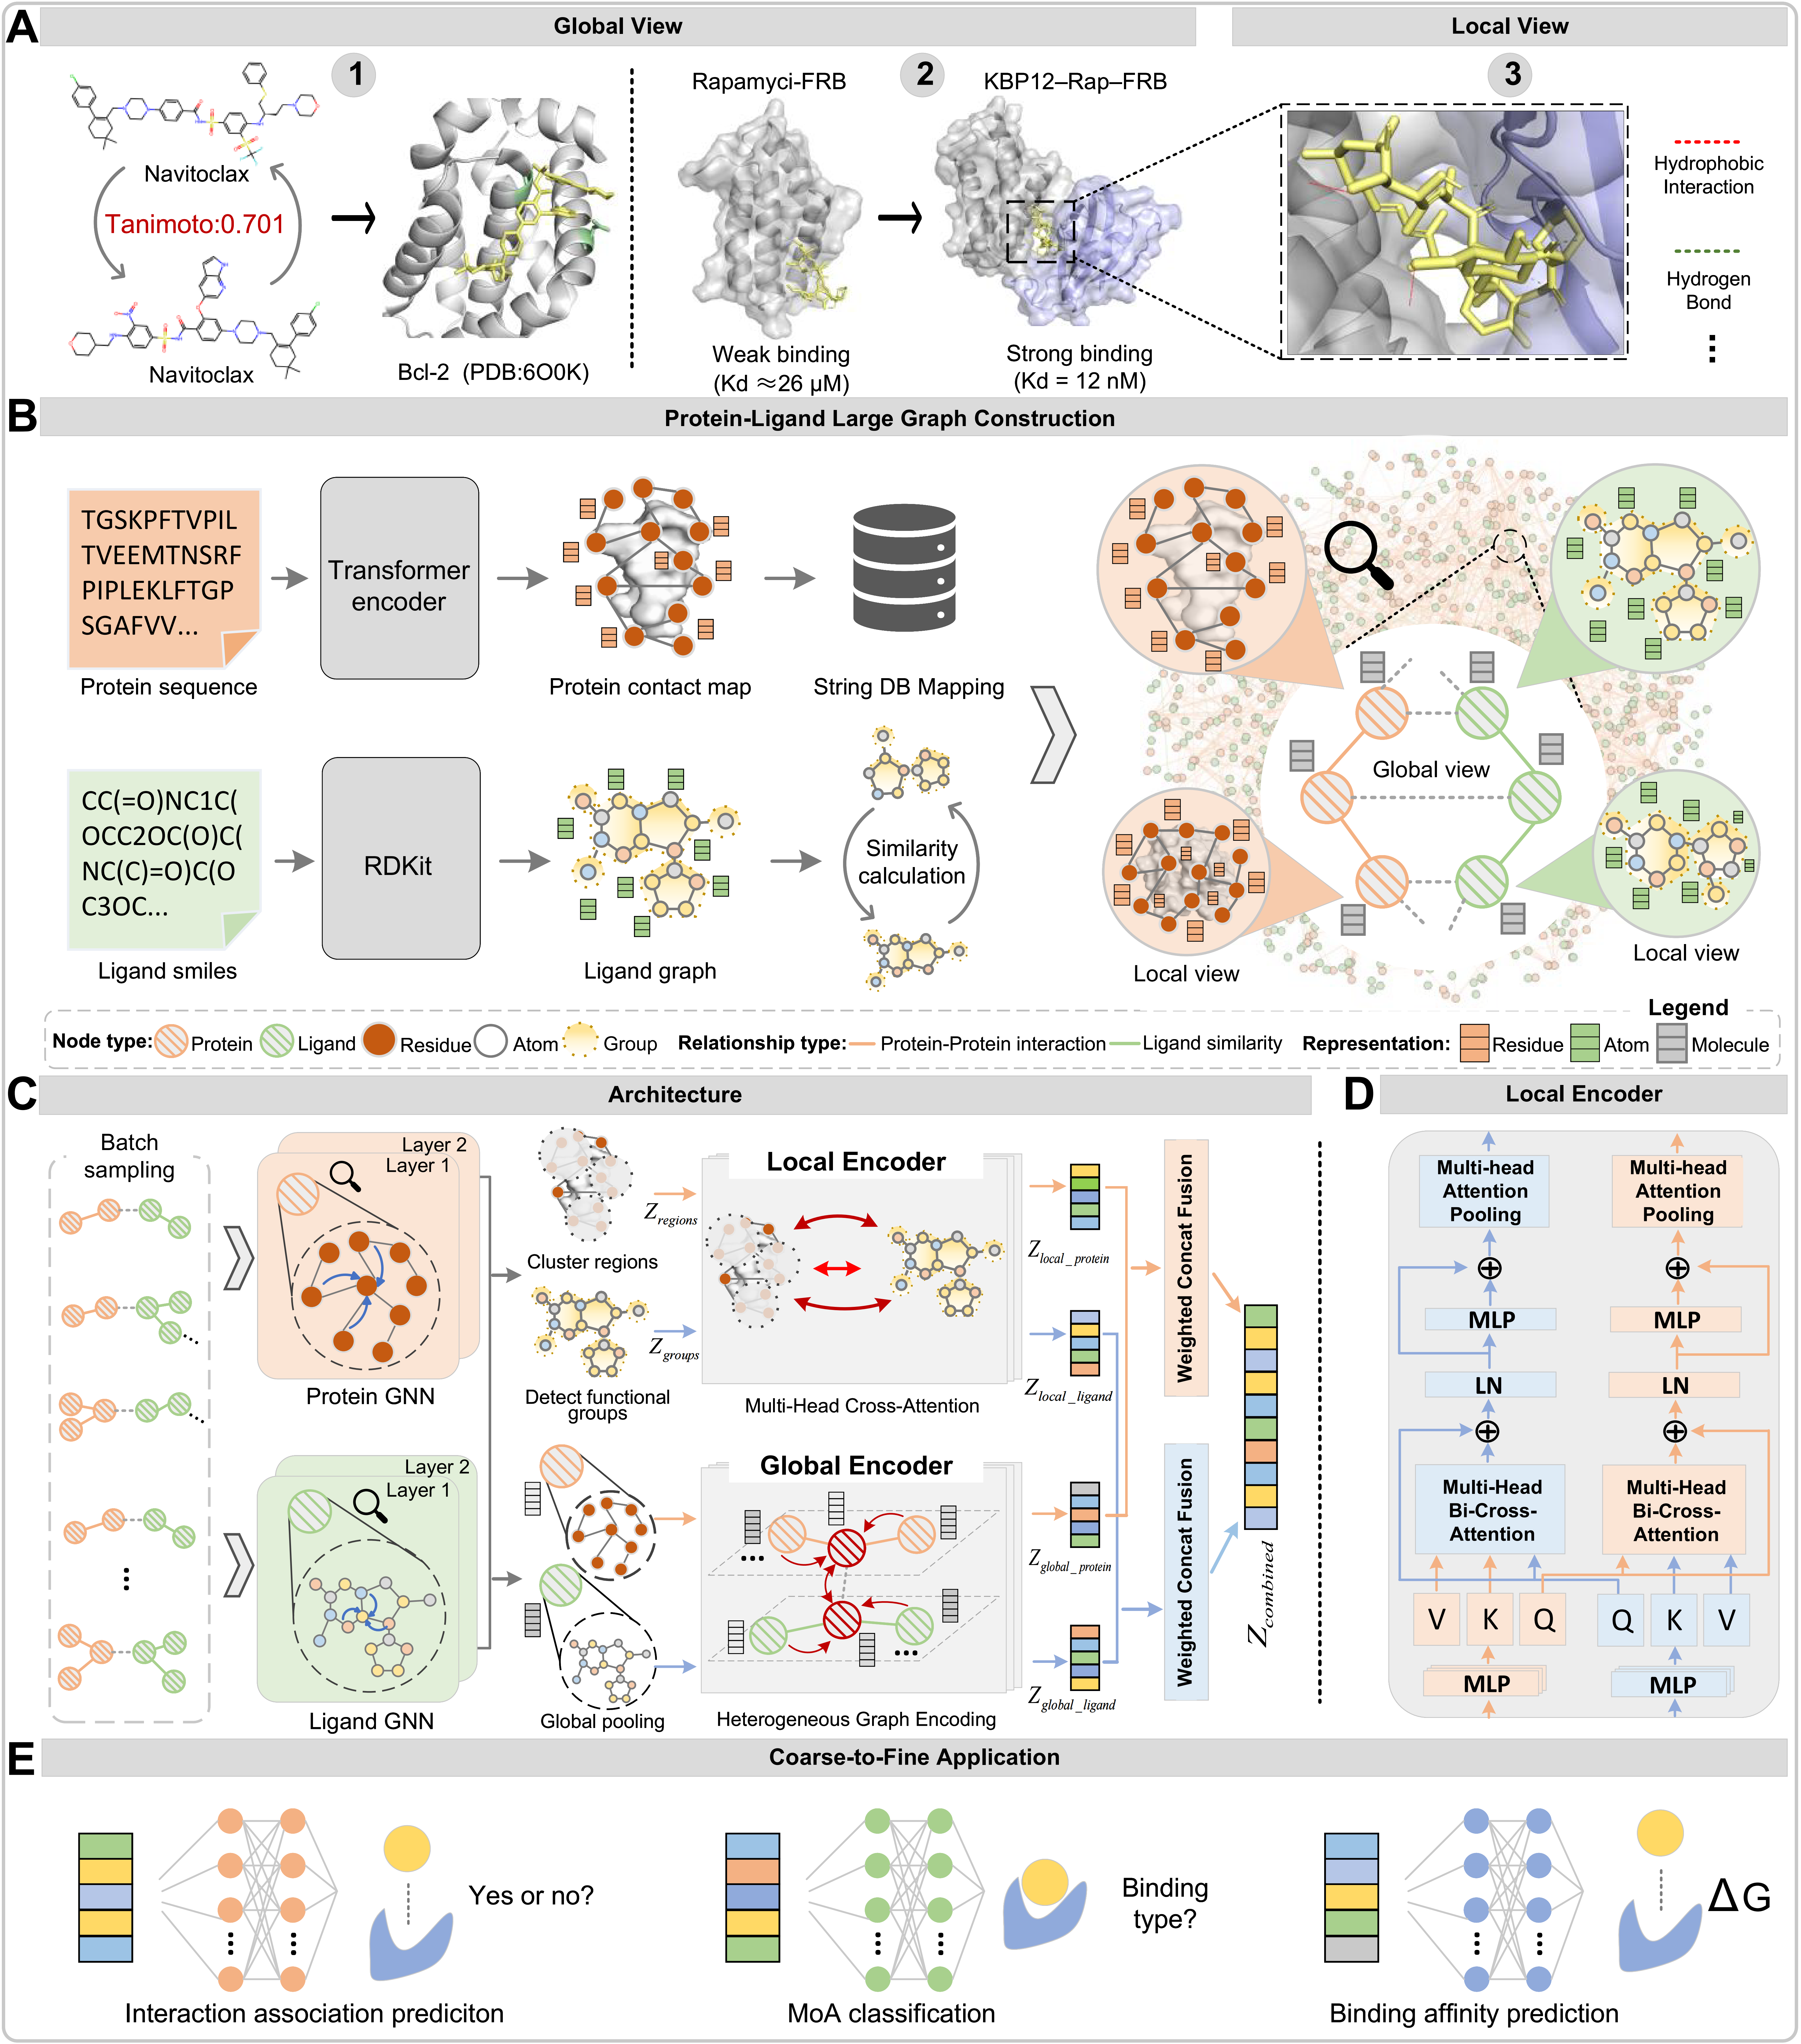 A
Global View
Local View
1
2
3
Rapamyci-FRB
KBP12–Rap–FRB
Navitoclax
Tanimoto:0.701
Navitoclax
Bcl-2 (PDB:6O0K)
Weak binding
(Kd ≈26 μM)
Strong binding
(Kd = 12 nM)
Hydrophobic
Interaction
Hydrogen
Bond
B
Protein-Ligand Large Graph Construction
TGSKPFTVPIL
TVEEMTNSRF
PIPLEKLFTGP
SGAFVV...
Protein sequence
Transformer
encoder
Protein contact map
String DB Mapping
CC(=O)NC1C(
OCC2OC(O)C(
NC(C)=O)C(O
C3OC...
Ligand smiles
RDKit
Ligand graph
Similarity
calculation
Global view
Local view
Local view
Legend
Node type: Protein Ligand Residue Atom Group Relationship type: Protein-Protein interaction Ligand similarity Representation: Residue Atom Molecule
C
Architecture
Batch
sampling
Layer 2
Layer 1
Protein GNN
Layer 2
Layer 1
Ligand GNN
Cluster regions
Detect functional
groups
Global pooling
Zregions
Zgroups
Local Encoder
Multi-Head Cross-Attention
Global Encoder
Heterogeneous Graph Encoding
Zlocal_protein
Zlocal_ligand
Zglobal_protein
Zglobal_ligand
Weighted Concat Fusion
Weighted Concat Fusion
Zcombined
D
Local Encoder
Multi-head
Attention
Pooling
Multi-head
Attention
Pooling
MLP
MLP
LN
LN
Multi-Head
Bi-Cross-
Attention
Multi-Head
Bi-Cross-
Attention
V K Q Q K V
MLP
MLP
E
Coarse-to-Fine Application
Yes or no?
Interaction association prediciton
Binding
type?
MoA classification
ΔG
Binding affinity prediction